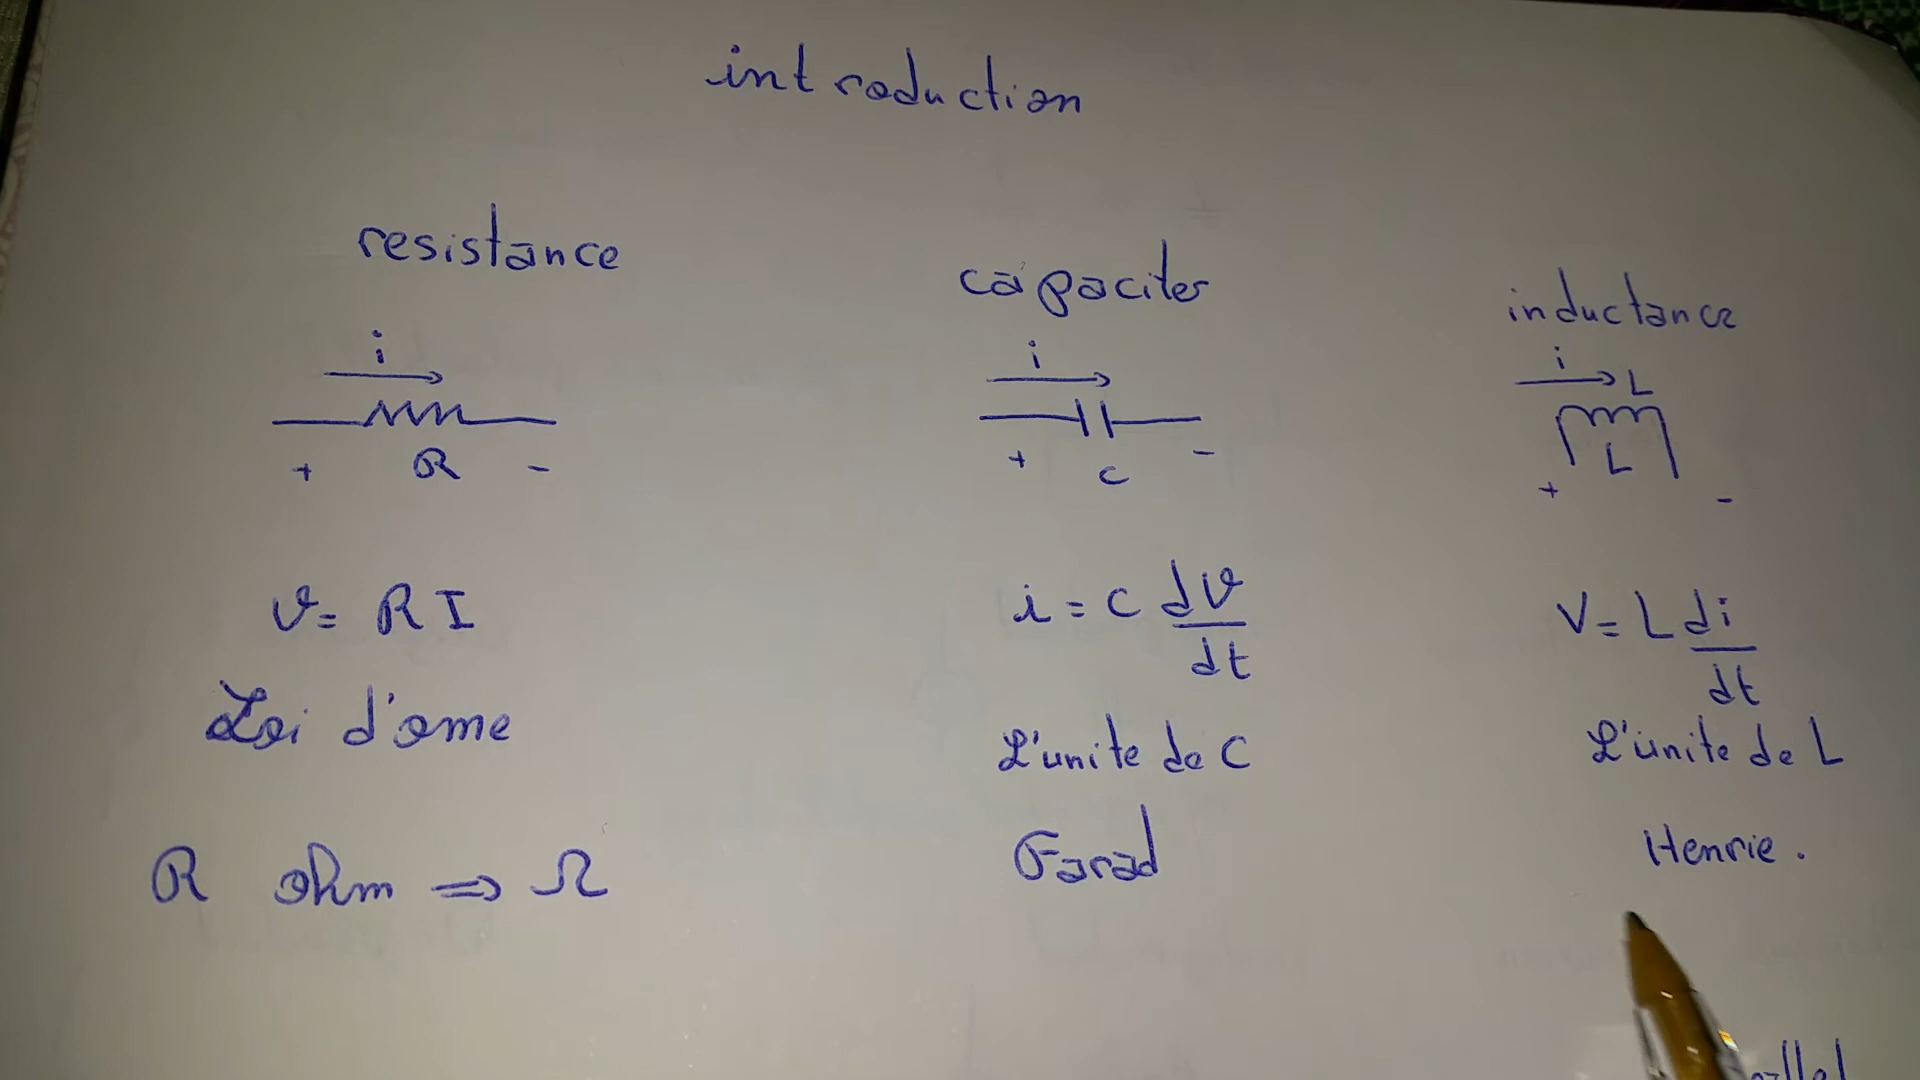 introduction
resistance
i
+ R -
v = R I
Loi d'ome
R ohm => Ω
capaciter
i
+ C -
i = C dv/dt
L'unite de C
Farad
inductance
i L
L
+ -
V = L di/dt
L'unite de L
Henrie.